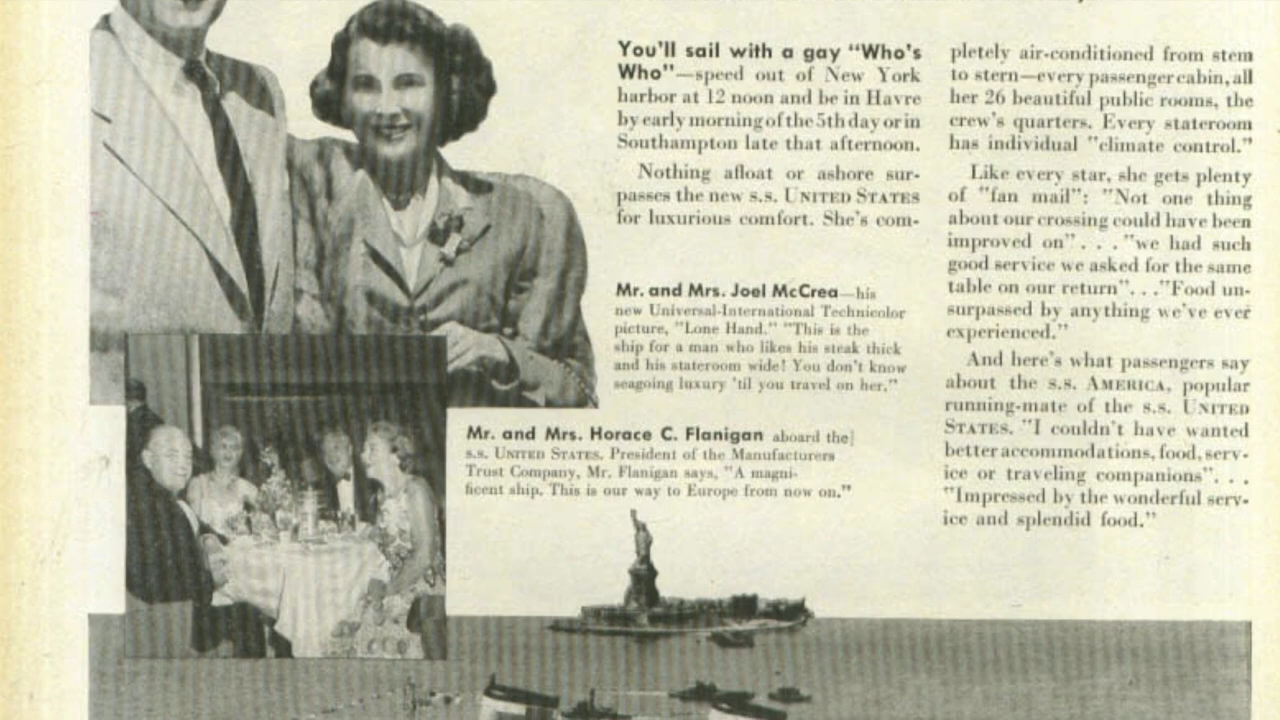 You'll sail with a gay "Who's
Who"—speed out of New York
harbor at 12 noon and be in Havre
by early morning of the 5th day or in
Southampton late that afternoon.
Nothing afloat or ashore sur-
passes the new s.s. UNITED STATES
for luxurious comfort. She's com-
pletely air-conditioned from stem
to stern—every passenger cabin, all
her 26 beautiful public rooms, the
crew's quarters. Every stateroom
has individual "climate control."
Like every star, she gets plenty
of "fan mail": "Not one thing
about our crossing could have been
improved on" . . . "we had such
good service we asked for the same
table on our return". . ."Food un-
surpassed by anything we've ever
experienced."
And here's what passengers say
about the s.s. AMERICA, popular
running-mate of the s.s. UNITED
STATES. "I couldn't have wanted
better accommodations, food, serv-
ice or traveling companions". . .
"Impressed by the wonderful serv-
ice and splendid food."
Mr. and Mrs. Joel McCrea—his
new Universal-International Technicolor
picture, "Lone Hand." "This is the
ship for a man who likes his steak thick
and his stateroom wide! You don't know
seagoing luxury 'til you travel on her."
Mr. and Mrs. Horace C. Flanigan aboard the
s.s. UNITED STATES. President of the Manufacturers
Trust Company, Mr. Flanigan says, "A magni-
ficent ship. This is our way to Europe from now on."